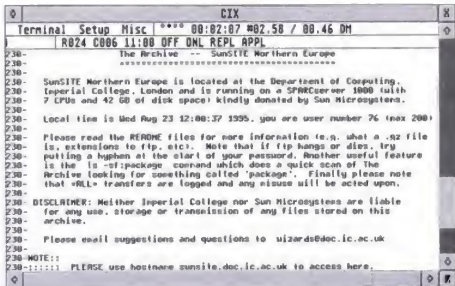 CIX
Terminal Setup Misc °°°° 00:02:07 #02.58 / 00.46 DM
R024 C006 11:00 OFF ONL REPL APPL
230- The Archive -- SunSITE Northern Europe
230- ====================================
230-
230- SunSITE Northern Europe is located at the Department of Computing,
230- Imperial College, London and is running on a SPARCserver 1000 (with
230- 7 CPUs and 42 GB of disk space) kindly donated by Sun Microsystems.
230-
230- Local time is Wed Aug 23 12:00:37 1995, you are user number 76 (max 200)
230-
230- Please read the README files for more information (e.g. what a .gz file
230- is, extensions to ftp, etc). Note that if ftp hangs or dies, try
230- putting a hyphen at the start of your password. Another useful feature
230- is the ls -sf:package command which does a quick scan of The
230- Archive looking for something called 'package'. Finally please note
230- that *ALL* transfers are logged and any misuse will be acted upon.
230-
230- DISCLAIMER: Neither Imperial College nor Sun Microsystems are liable
230- for any use, storage or transmission of any files stored on this
230- archive.
230-
230- Please email suggestions and questions to wizards@doc.ic.ac.uk
230-
230-NOTE::
230-:::::: PLEASE use hostname sunsite.doc.ic.ac.uk to access here.